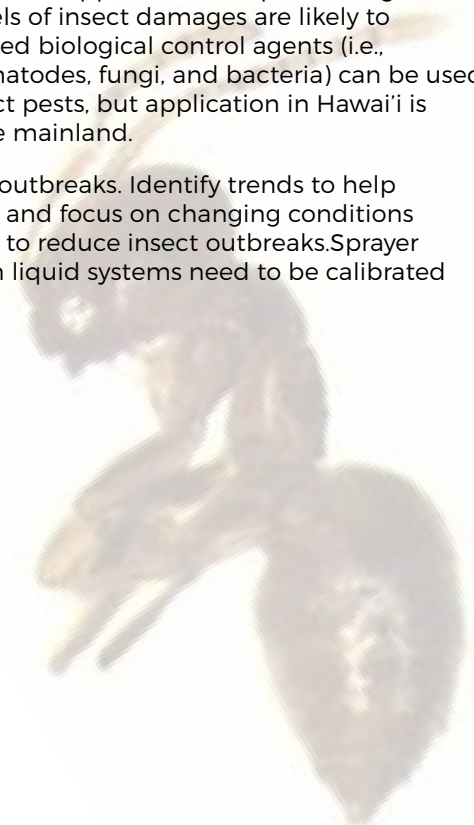 els of insect damages are likely to
ed biological control agents (i.e.,
matodes, fungi, and bacteria) can be used
ct pests, but application in Hawai’i is
e mainland.
outbreaks. Identify trends to help
and focus on changing conditions
to reduce insect outbreaks.Sprayer
liquid systems need to be calibrated